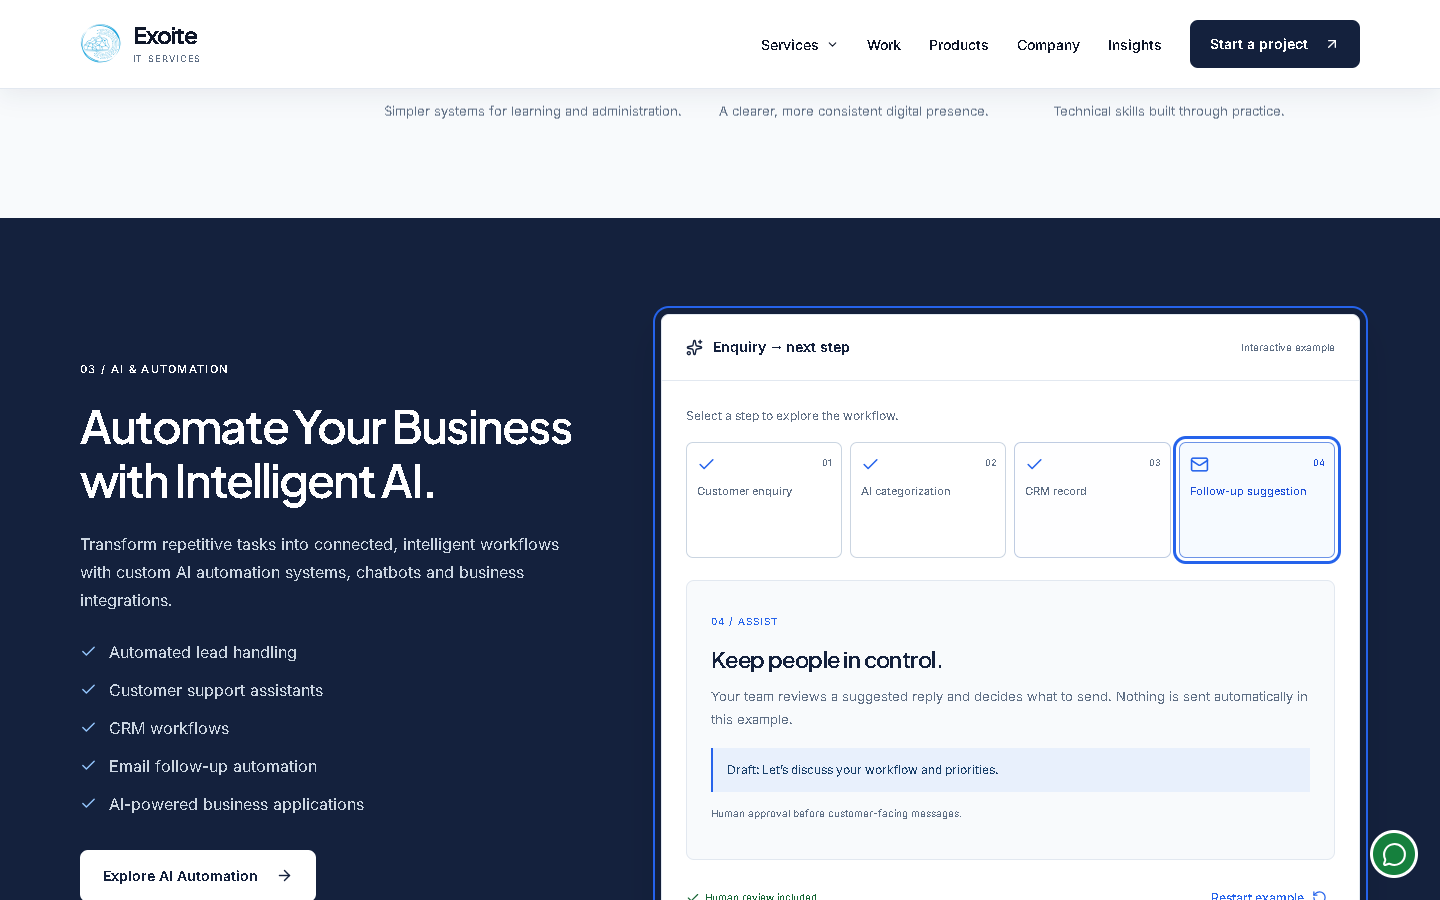 Exoite
IT SERVICES
Services
Work
Products
Company
Insights
Start a project
Simpler systems for learning and administration.
A clearer, more consistent digital presence.
Technical skills built through practice.
03 / AI & AUTOMATION
Automate Your Business
with Intelligent AI.
Transform repetitive tasks into connected, intelligent workflows
with custom AI automation systems, chatbots and business
integrations.
Automated lead handling
Customer support assistants
CRM workflows
Email follow-up automation
AI-powered business applications
Explore AI Automation
Enquiry → next step
Interactive example
Select a step to explore the workflow.
01
Customer enquiry
02
AI categorization
03
CRM record
04
Follow-up suggestion
04 / ASSIST
Keep people in control.
Your team reviews a suggested reply and decides what to send. Nothing is sent automatically in
this example.
Draft: Let's discuss your workflow and priorities.
Human approval before customer-facing messages.
Human review included
Restart example